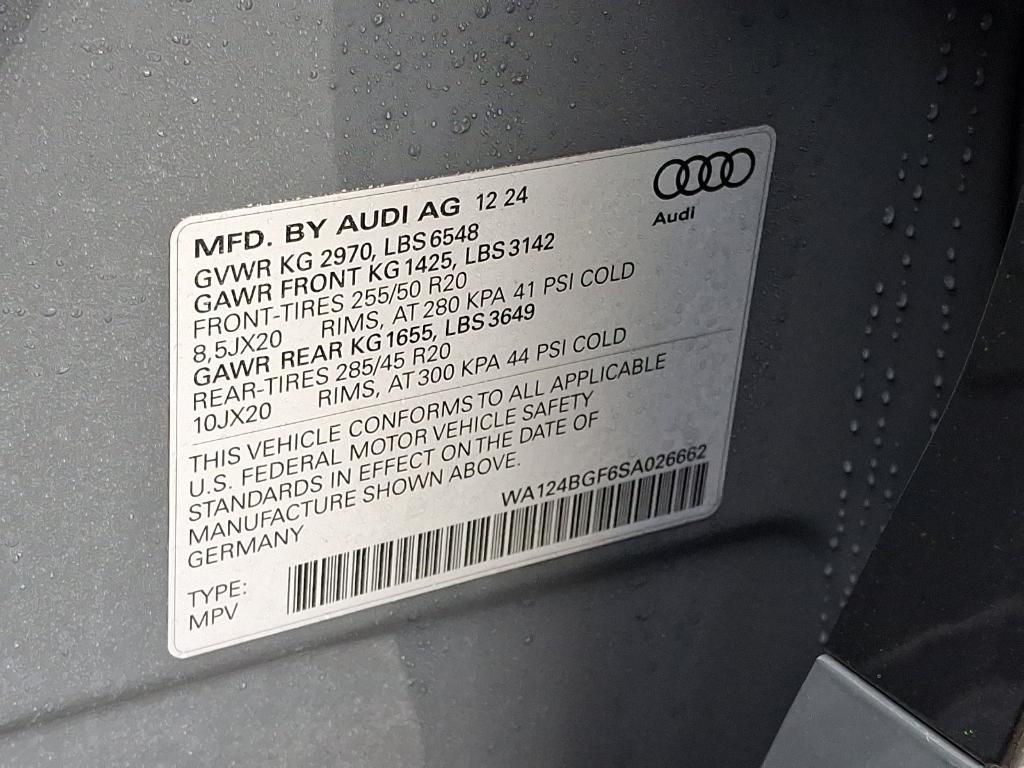 MFD. BY AUDI AG 12 24
Audi
GVWR KG 2970, LBS 6548
GAWR FRONT KG 1425, LBS 3142
FRONT-TIRES 255/50 R20
8,5JX20 RIMS, AT 280 KPA 41 PSI COLD
GAWR REAR KG 1655, LBS 3649
REAR-TIRES 285/45 R20
10JX20 RIMS, AT 300 KPA 44 PSI COLD
THIS VEHICLE CONFORMS TO ALL APPLICABLE
U.S. FEDERAL MOTOR VEHICLE SAFETY
STANDARDS IN EFFECT ON THE DATE OF
MANUFACTURE SHOWN ABOVE.
GERMANY
WA124BGF6SA026662
TYPE:
MPV